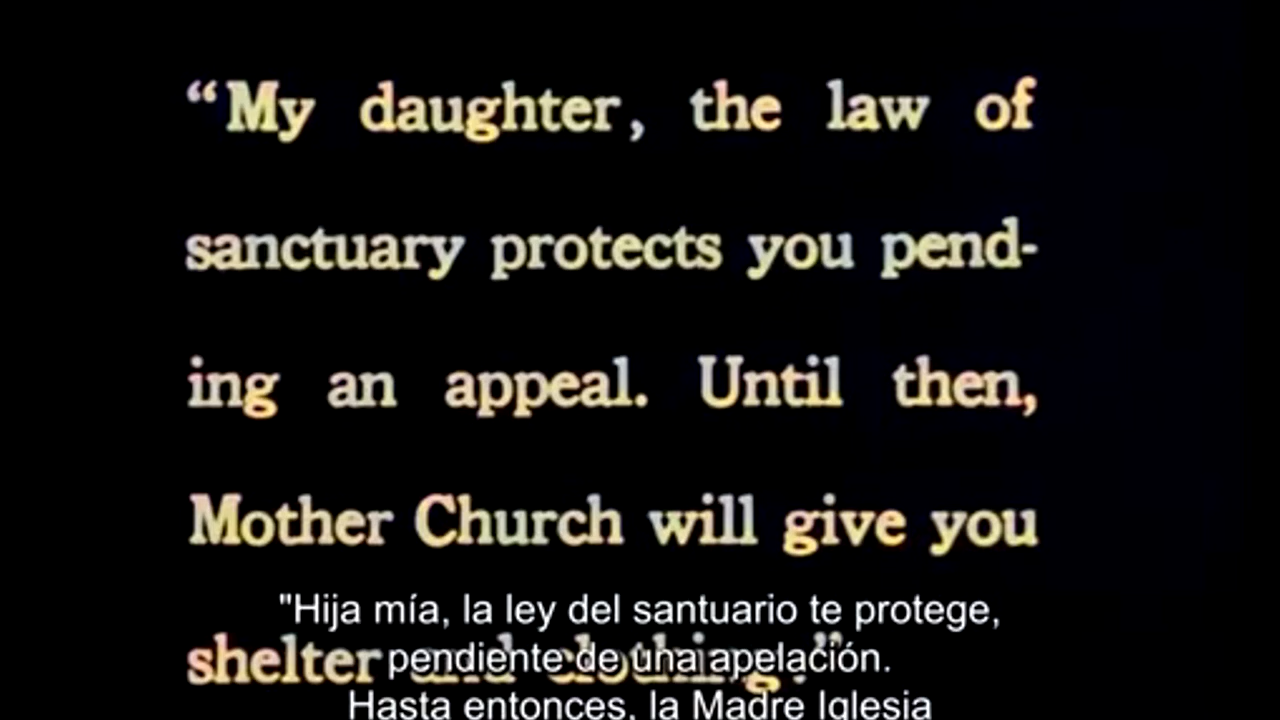 “My daughter, the law of
sanctuary protects you pend-
ing an appeal. Until then,
Mother Church will give you
shelter and clothing.”
"Hija mía, la ley del santuario te protege,
pendiente de una apelación.
Hasta entonces, la Madre Iglesia